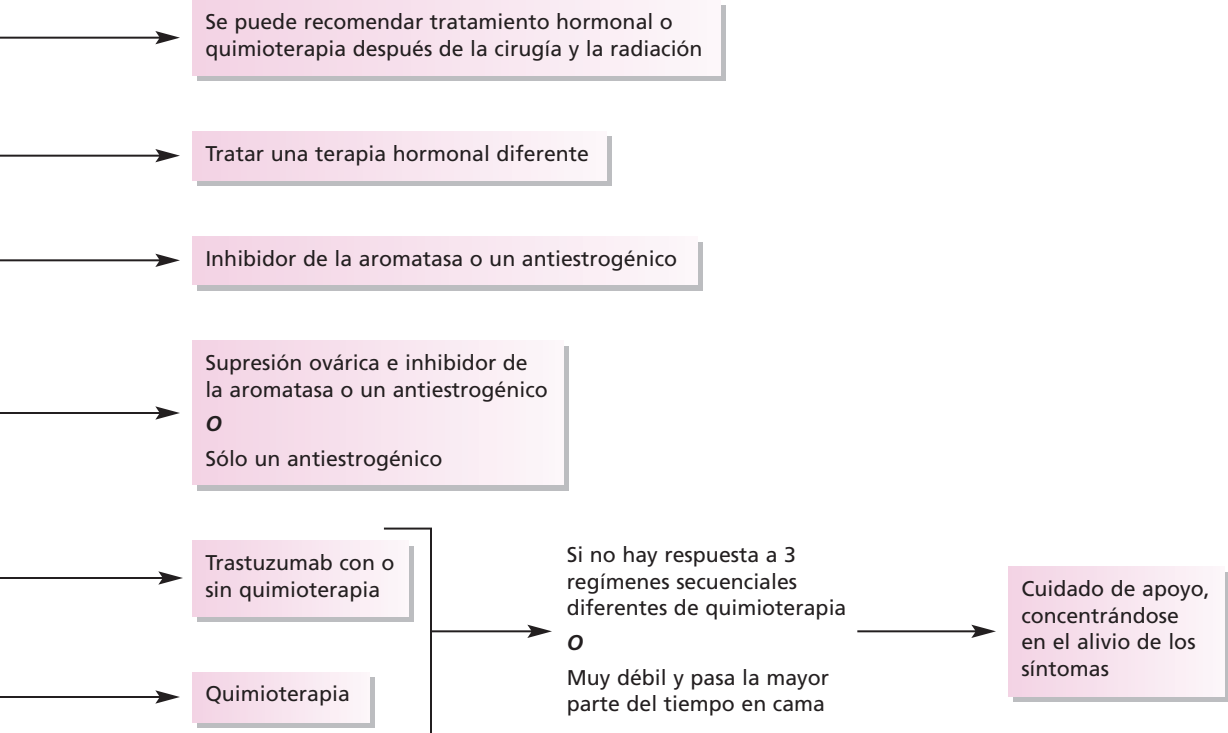 Se puede recomendar tratamiento hormonal o
quimioterapia después de la cirugía y la radiación
Tratar una terapia hormonal diferente
Inhibidor de la aromatasa o un antiestrogénico
Supresión ovárica e inhibidor de
la aromatasa o un antiestrogénico
O
Sólo un antiestrogénico
Trastuzumab con o
sin quimioterapia
Quimioterapia
Si no hay respuesta a 3
regímenes secuenciales
diferentes de quimioterapia
O
Muy débil y pasa la mayor
parte del tiempo en cama
Cuidado de apoyo,
concentrándose
en el alivio de los
síntomas